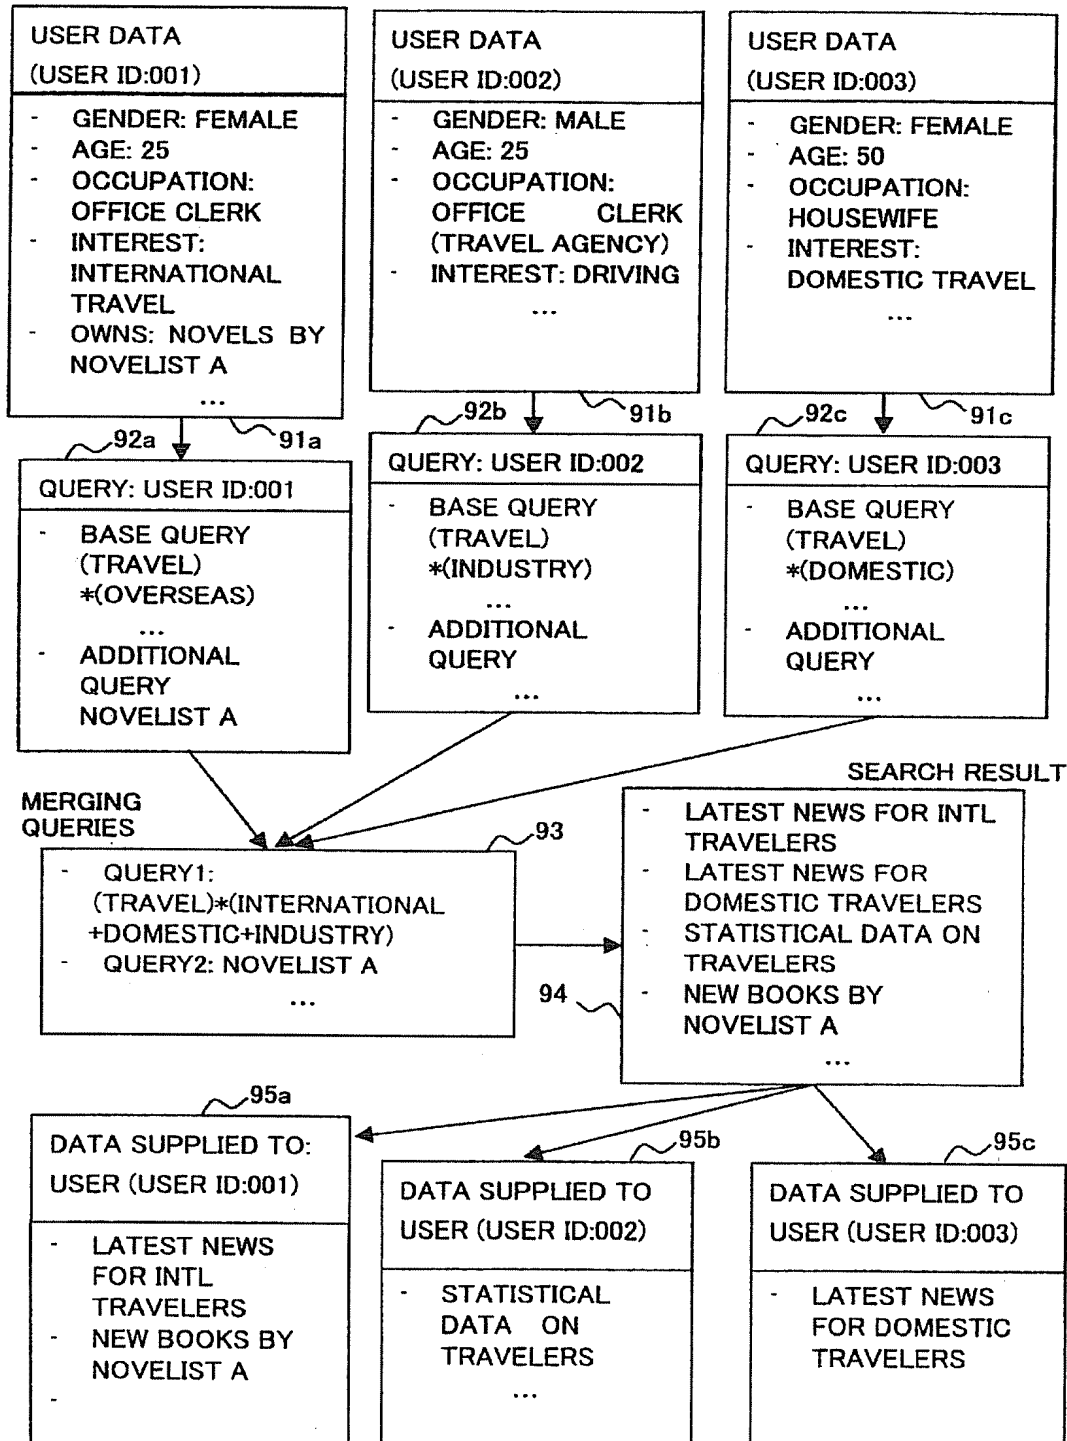 USER DATA
(USER ID:001)
- GENDER: FEMALE
- AGE: 25
- OCCUPATION:
OFFICE CLERK
- INTEREST:
INTERNATIONAL
TRAVEL
- OWNS: NOVELS BY
NOVELIST A
...
91a
USER DATA
(USER ID:002)
- GENDER: MALE
- AGE: 25
- OCCUPATION:
OFFICE CLERK
(TRAVEL AGENCY)
- INTEREST: DRIVING
...
91b
USER DATA
(USER ID:003)
- GENDER: FEMALE
- AGE: 50
- OCCUPATION:
HOUSEWIFE
- INTEREST:
DOMESTIC TRAVEL
...
91c
92a
QUERY: USER ID:001
- BASE QUERY
(TRAVEL)
*(OVERSEAS)
...
- ADDITIONAL
QUERY
NOVELIST A
92b
QUERY: USER ID:002
- BASE QUERY
(TRAVEL)
*(INDUSTRY)
...
- ADDITIONAL
QUERY
...
92c
QUERY: USER ID:003
- BASE QUERY
(TRAVEL)
*(DOMESTIC)
...
- ADDITIONAL
QUERY
...
MERGING
QUERIES
93
- QUERY1:
(TRAVEL)*(INTERNATIONAL
+DOMESTIC+INDUSTRY)
- QUERY2: NOVELIST A
...
SEARCH RESULT
94
- LATEST NEWS FOR INTL
TRAVELERS
- LATEST NEWS FOR
DOMESTIC TRAVELERS
- STATISTICAL DATA ON
TRAVELERS
- NEW BOOKS BY
NOVELIST A
...
95a
DATA SUPPLIED TO:
USER (USER ID:001)
- LATEST NEWS
FOR INTL
TRAVELERS
- NEW BOOKS BY
NOVELIST A
-
95b
DATA SUPPLIED TO
USER (USER ID:002)
- STATISTICAL
DATA ON
TRAVELERS
...
95c
DATA SUPPLIED TO
USER (USER ID:003)
- LATEST NEWS
FOR DOMESTIC
TRAVELERS